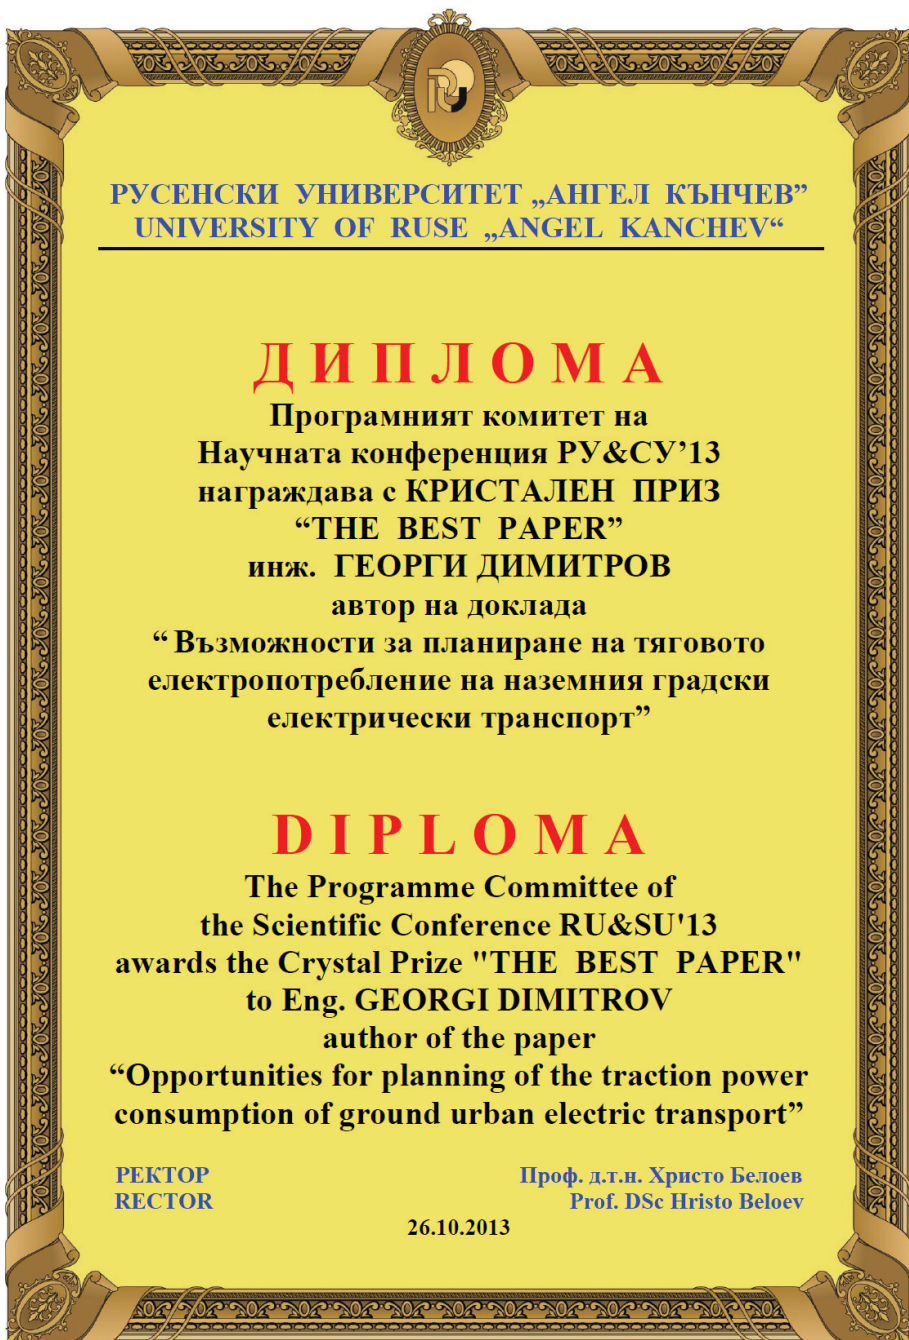 РУСЕНСКИ УНИВЕРСИТЕТ „АНГЕЛ КЪНЧЕВ”
UNIVERSITY OF RUSE „ANGEL KANCHEV“
ДИПЛОМА
Програмният комитет на
Научната конференция РУ&СУ’13
награждава с КРИСТАЛЕН ПРИЗ
“THE BEST PAPER”
инж. ГЕОРГИ ДИМИТРОВ
автор на доклада
“ Възможности за планиране на тяговото
електропотребление на наземния градски
електрически транспорт”
DIPLOMA
The Programme Committee of
the Scientific Conference RU&SU'13
awards the Crystal Prize "THE BEST PAPER"
to Eng. GEORGI DIMITROV
author of the paper
“Opportunities for planning of the traction power
consumption of ground urban electric transport”
РЕКТОР Проф. д.т.н. Христо Белоев
RECTOR Prof. DSc Hristo Beloev
26.10.2013